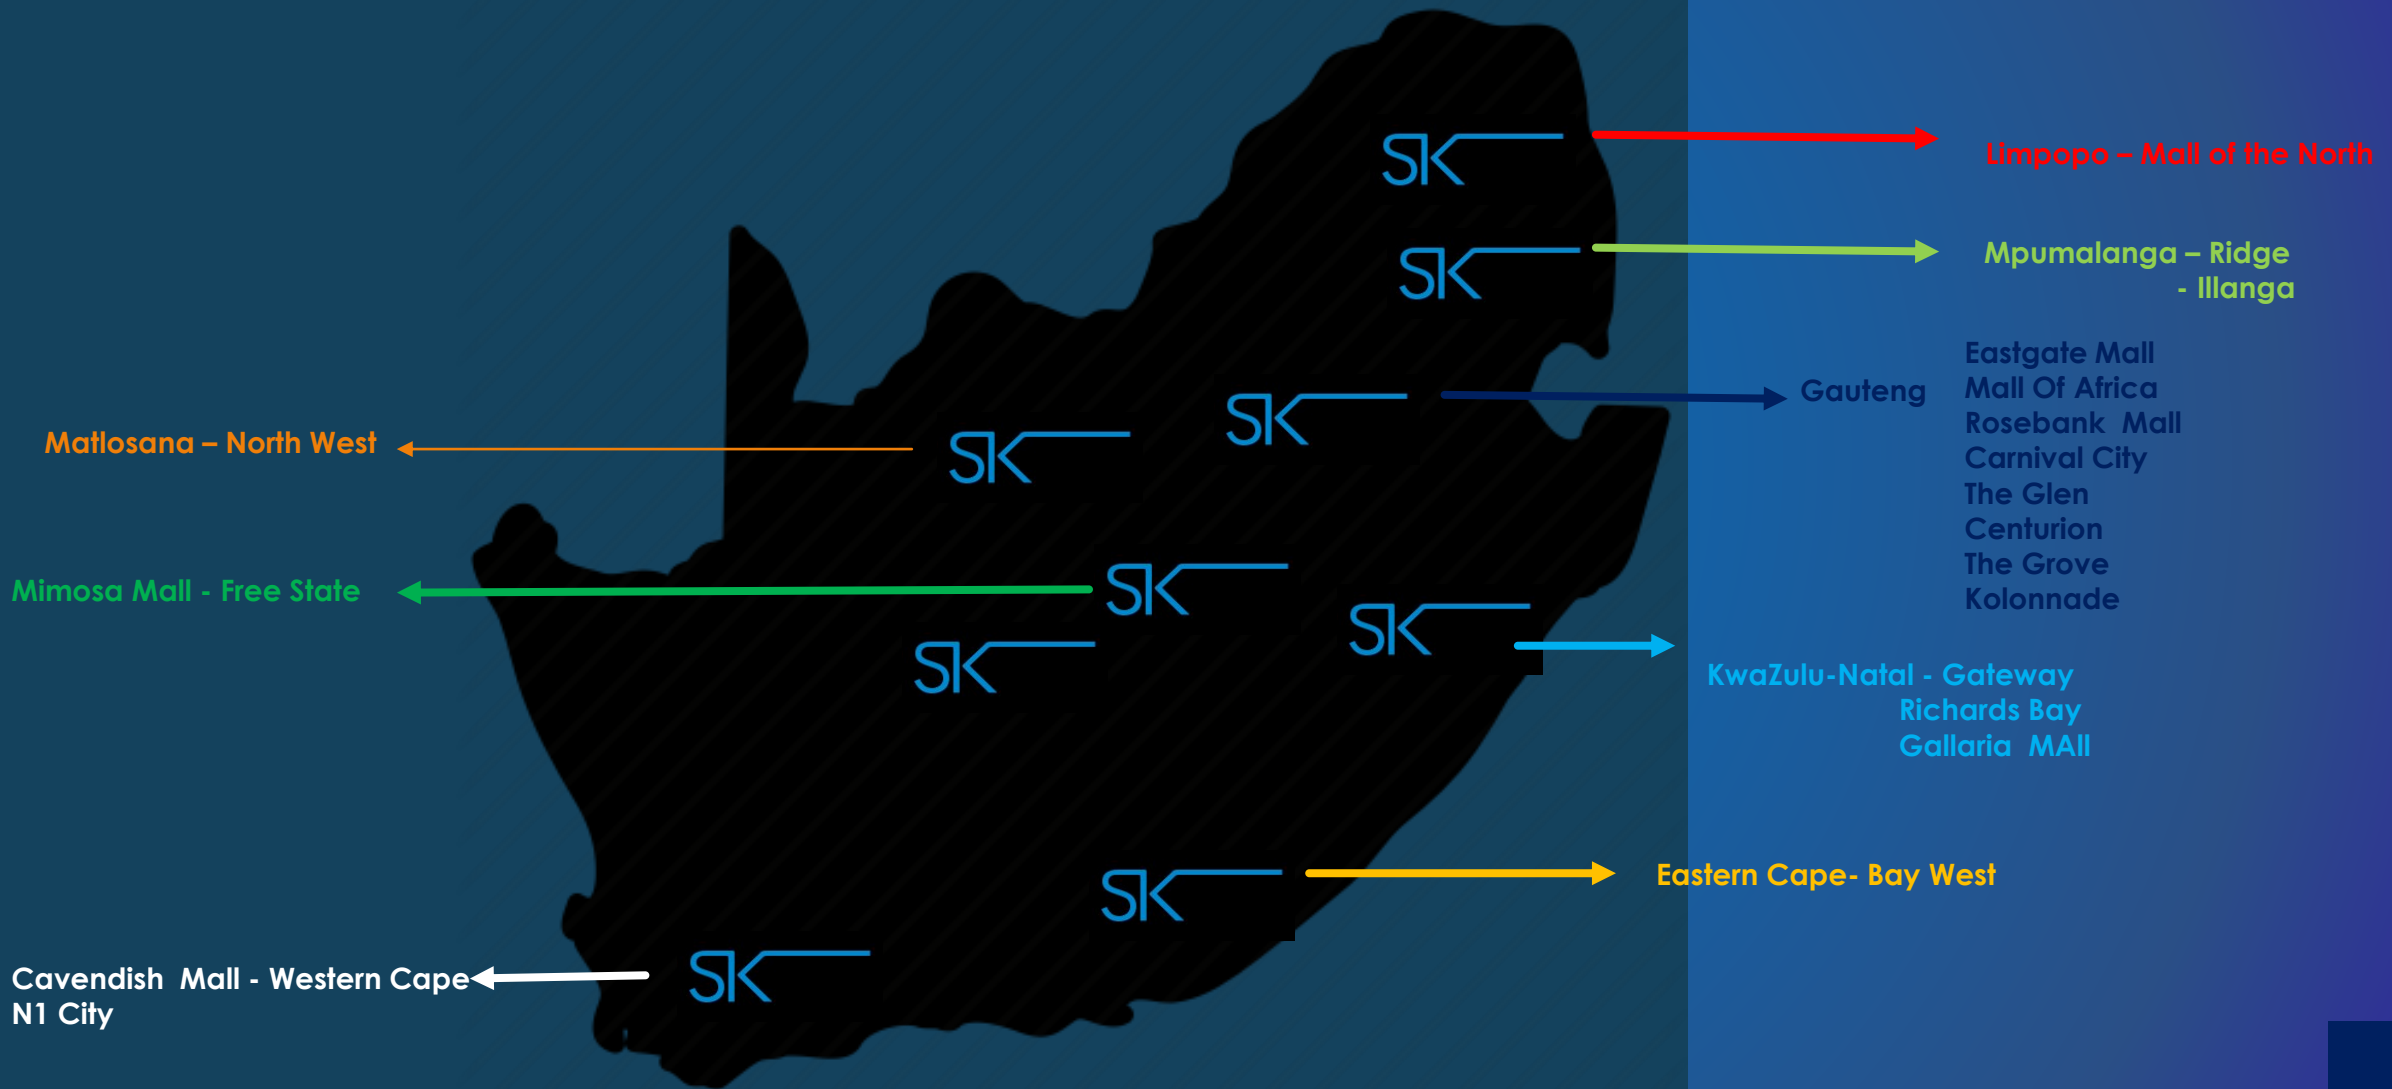 SK
Limpopo – Mall of the North
SK
Mpumalanga – Ridge
- Illanga
Eastgate Mall
SK
Gauteng
Mall Of Africa
Rosebank Mall
Carnival City
The Glen
Centurion
The Grove
Kolonnade
Matlosana – North West
SK
Mimosa Mall - Free State
SK
SK
SK
KwaZulu-Natal - Gateway
Richards Bay
Gallaria MAll
SK
Eastern Cape- Bay West
Cavendish Mall - Western Cape
N1 City
SK